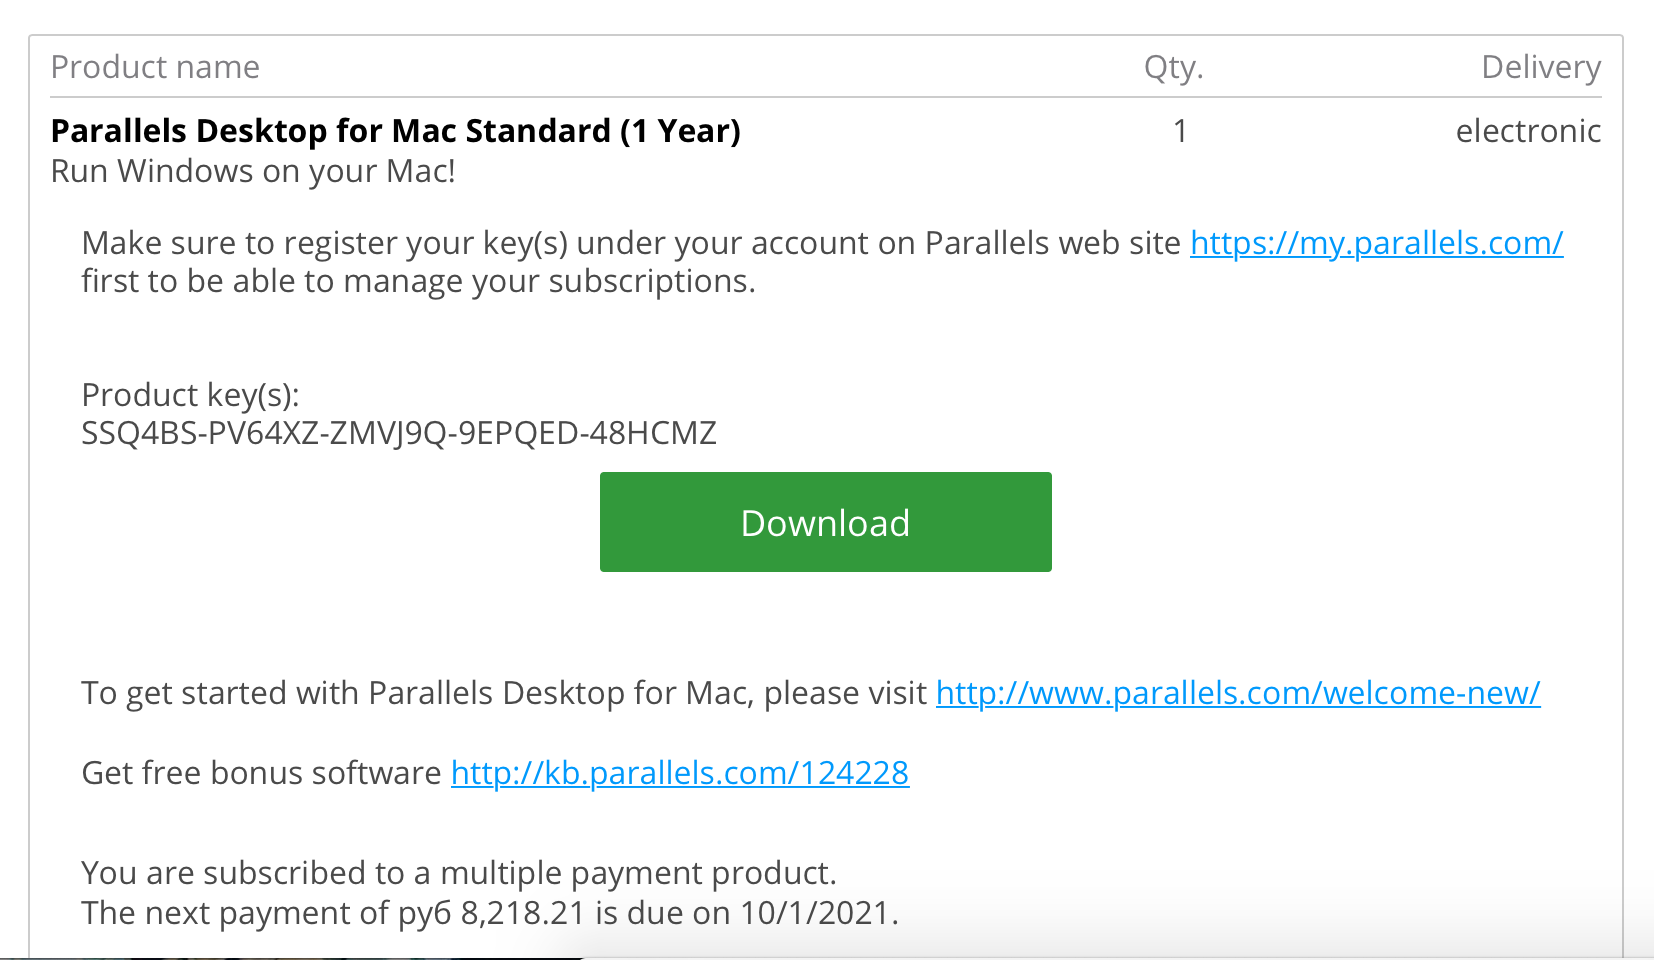 Product name Qty. Delivery
Parallels Desktop for Mac Standard (1 Year) 1 electronic
Run Windows on your Mac!
Make sure to register your key(s) under your account on Parallels web site https://my.parallels.com/
first to be able to manage your subscriptions.
Product key(s):
SSQ4BS-PV64XZ-ZMVJ9Q-9EPQED-48HCMZ
Download
To get started with Parallels Desktop for Mac, please visit http://www.parallels.com/welcome-new/
Get free bonus software http://kb.parallels.com/124228
You are subscribed to a multiple payment product.
The next payment of руб 8,218.21 is due on 10/1/2021.